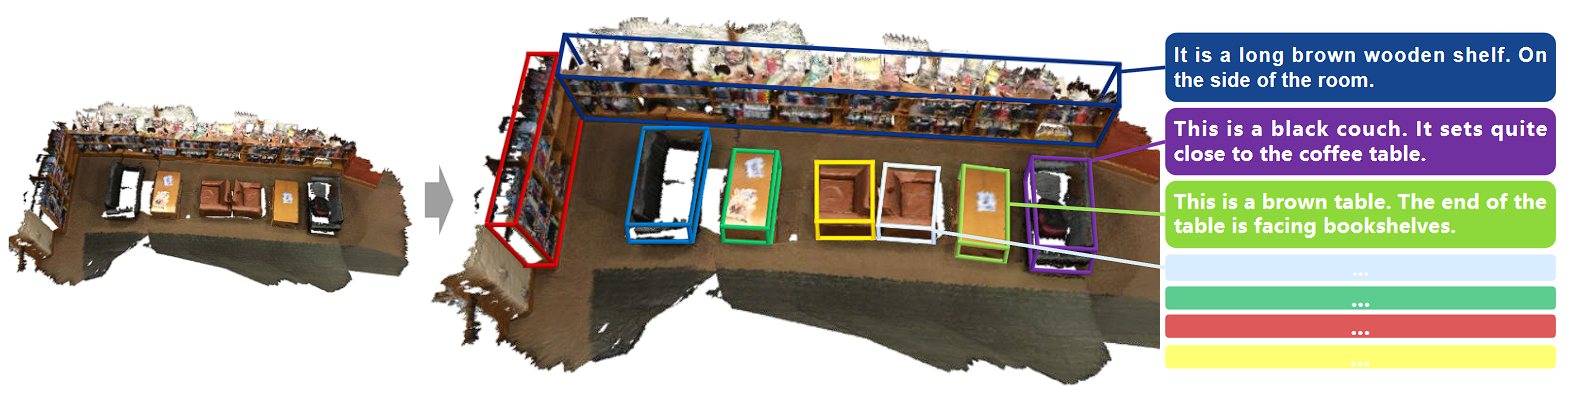 It is a long brown wooden shelf. On
the side of the room.
This is a black couch. It sets quite
close to the coffee table.
This is a brown table. The end of the
table is facing bookshelves.
...
...
...
...